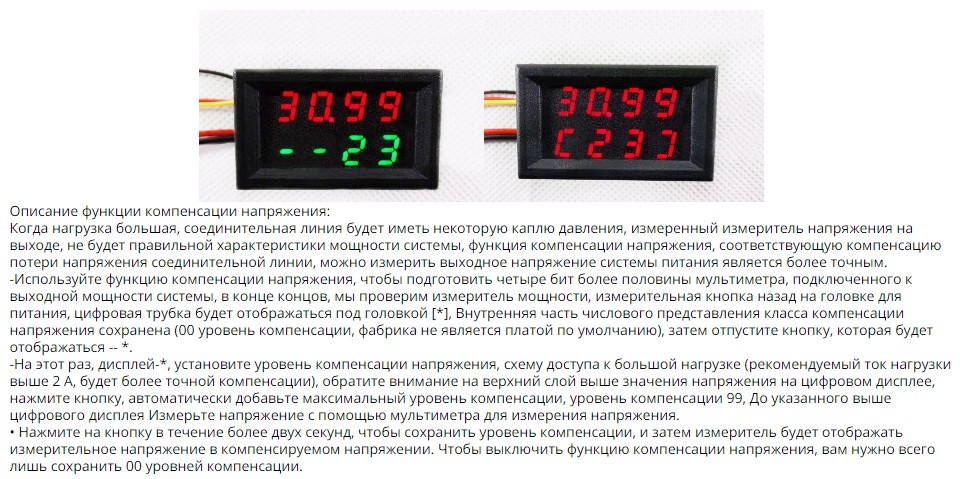 30.99
30.99
--23
[23]
Описание функции компенсации напряжения:
Когда нагрузка большая, соединительная линия будет иметь некоторую каплю давления, измеренный измеритель напряжения на
выходе, не будет правильной характеристики мощности системы, функция компенсации напряжения, соответствующую компенсацию
потери напряжения соединительной линии, можно измерить выходное напряжение системы питания является более точным.
-Используйте функцию компенсации напряжения, чтобы подготовить четыре бит более половины мультиметра, подключенного к
выходной мощности системы, в конце концов, мы проверим измеритель мощности, измерительная кнопка назад на головке для
питания, цифровая трубка будет отображаться под головкой [*], Внутренняя часть числового представления класса компенсации
напряжения сохранена (00 уровень компенсации, фабрика не является платой по умолчанию), затем отпустите кнопку, которая будет
отображаться -- *.
-На этот раз, дисплей-*, установите уровень компенсации напряжения, схему доступа к большой нагрузке (рекомендуемый ток нагрузки
выше 2 А, будет более точной компенсации), обратите внимание на верхний слой выше значения напряжения на цифровом дисплее,
нажмите кнопку, автоматически добавьте максимальный уровень компенсации, уровень компенсации 99, До указанного выше
цифрового дисплея Измерьте напряжение с помощью мультиметра для измерения напряжения.
• Нажмите на кнопку в течение более двух секунд, чтобы сохранить уровень компенсации, и затем измеритель будет отображать
измерительное напряжение в компенсируемом напряжении. Чтобы выключить функцию компенсации напряжения, вам нужно всего
лишь сохранить 00 уровней компенсации.